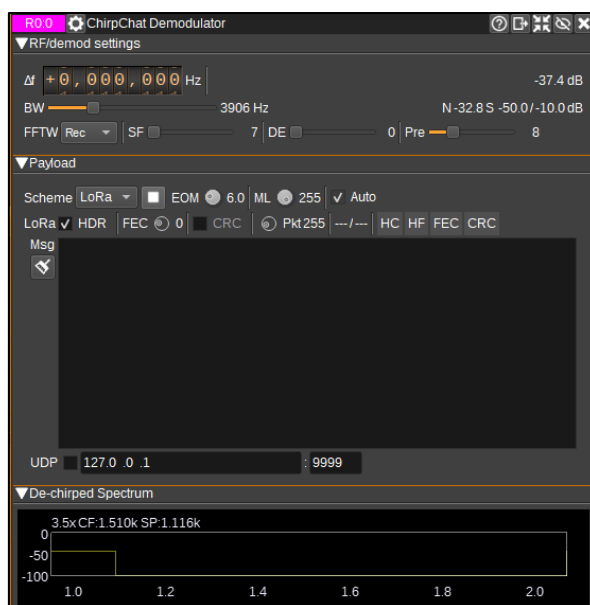 R0:0 ChirpChat Demodulator
RF/demod settings
Δf +0,000,000 Hz -37.4 dB
BW 3906 Hz N -32.8 S -50.0 / -10.0 dB
FFTW Rec SF 7 DE 0 Pre 8
Payload
Scheme LoRa EOM 6.0 ML 255 Auto
LoRa HDR FEC 0 CRC Pkt 255 ---/--- HC HF FEC CRC
Msg
UDP 127.0 .0 .1 : 9999
De-chirped Spectrum
3.5x CF:1.510k SP:1.116k
0
-50
-100
1.0 1.2 1.4 1.6 1.8 2.0